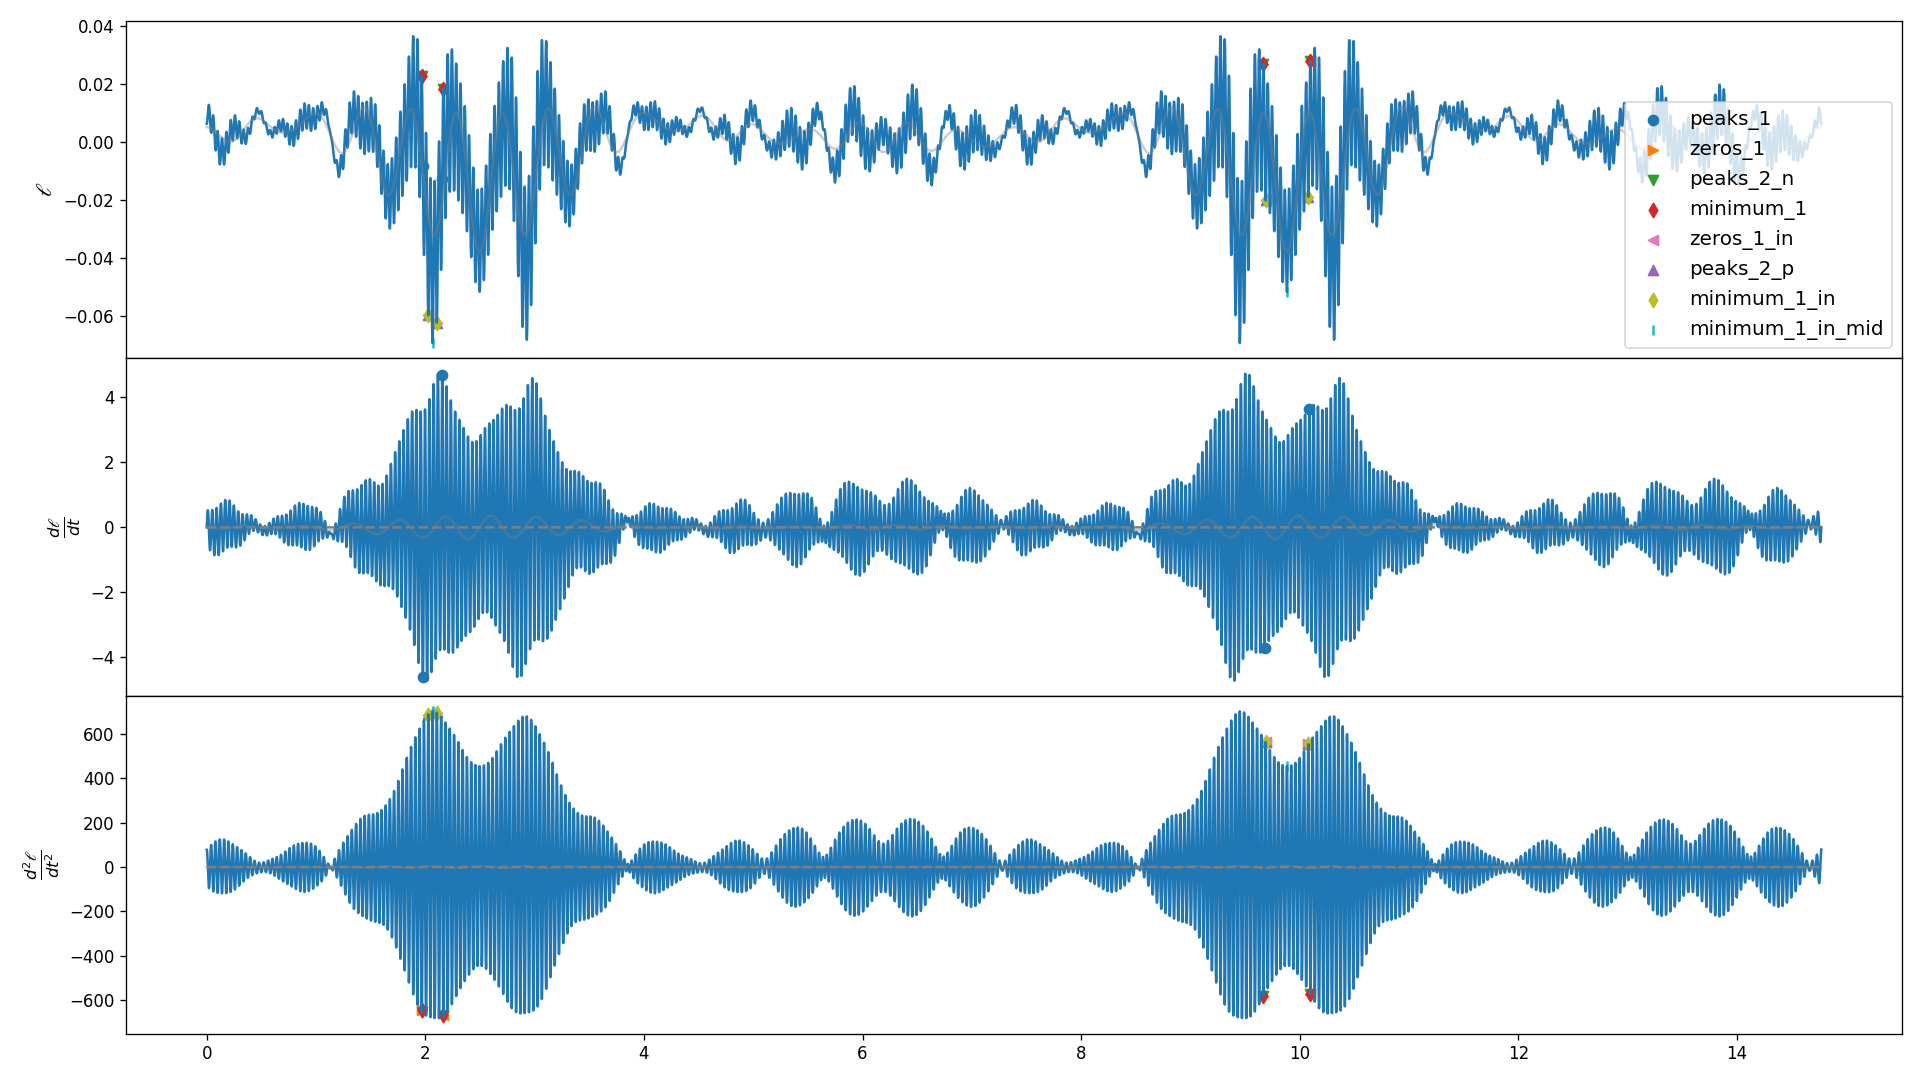 0.04
0.02
0.00
−0.02
−0.04
−0.06
ℓ
peaks_1
zeros_1
peaks_2_n
minimum_1
zeros_1_in
peaks_2_p
minimum_1_in
minimum_1_in_mid
4
2
0
−2
−4
dℓ/dt
600
400
200
0
−200
−400
−600
d²ℓ/dt²
0 2 4 6 8 10 12 14